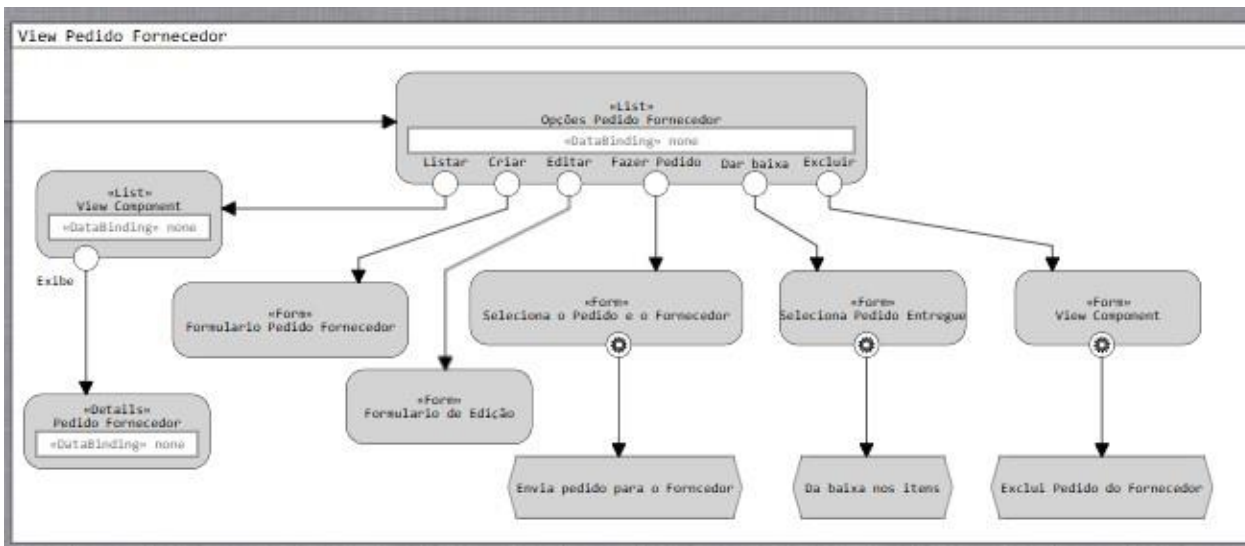 View Pedido Fornecedor
«List»
Opções Pedido Fornecedor
«DataBinding» none
Listar Criar Editar Fazer Pedido Dar baixa Excluir
«List»
View Component
«DataBinding» none
Exibe
«Form»
Formulario Pedido Fornecedor
«Form»
Seleciona o Pedido e o Fornecedor
«Form»
Seleciona Pedido Entregue
«Form»
View Component
«Details»
Pedido Fornecedor
«DataBinding» none
«Form»
Formulario de Edição
Envia pedido para o Forncedor
Da baixa nos itens
Exclui Pedido do Fornecedor